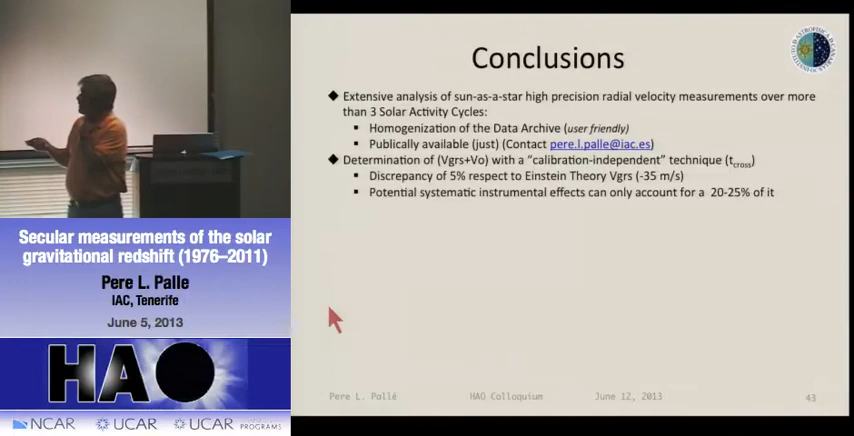 Conclusions
◆ Extensive analysis of sun-as-a-star high precision radial velocity measurements over more
than 3 Solar Activity Cycles:
▪ Homogenization of the Data Archive (user friendly)
▪ Publically available (just) (Contact pere.l.palle@iac.es)
◆ Determination of (Vgrs+Vo) with a “calibration-independent” technique (tcross)
▪ Discrepancy of 5% respect to Einstein Theory Vgrs (-35 m/s)
▪ Potential systematic instrumental effects can only account for a 20-25% of it
Pere L. Pallé HAO Colloquium June 12, 2013 43
Secular measurements of the solar
gravitational redshift (1976–2011)
Pere L. Palle
IAC, Tenerife
June 5, 2013
HAO
NCAR UCAR UCAR PROGRAMS